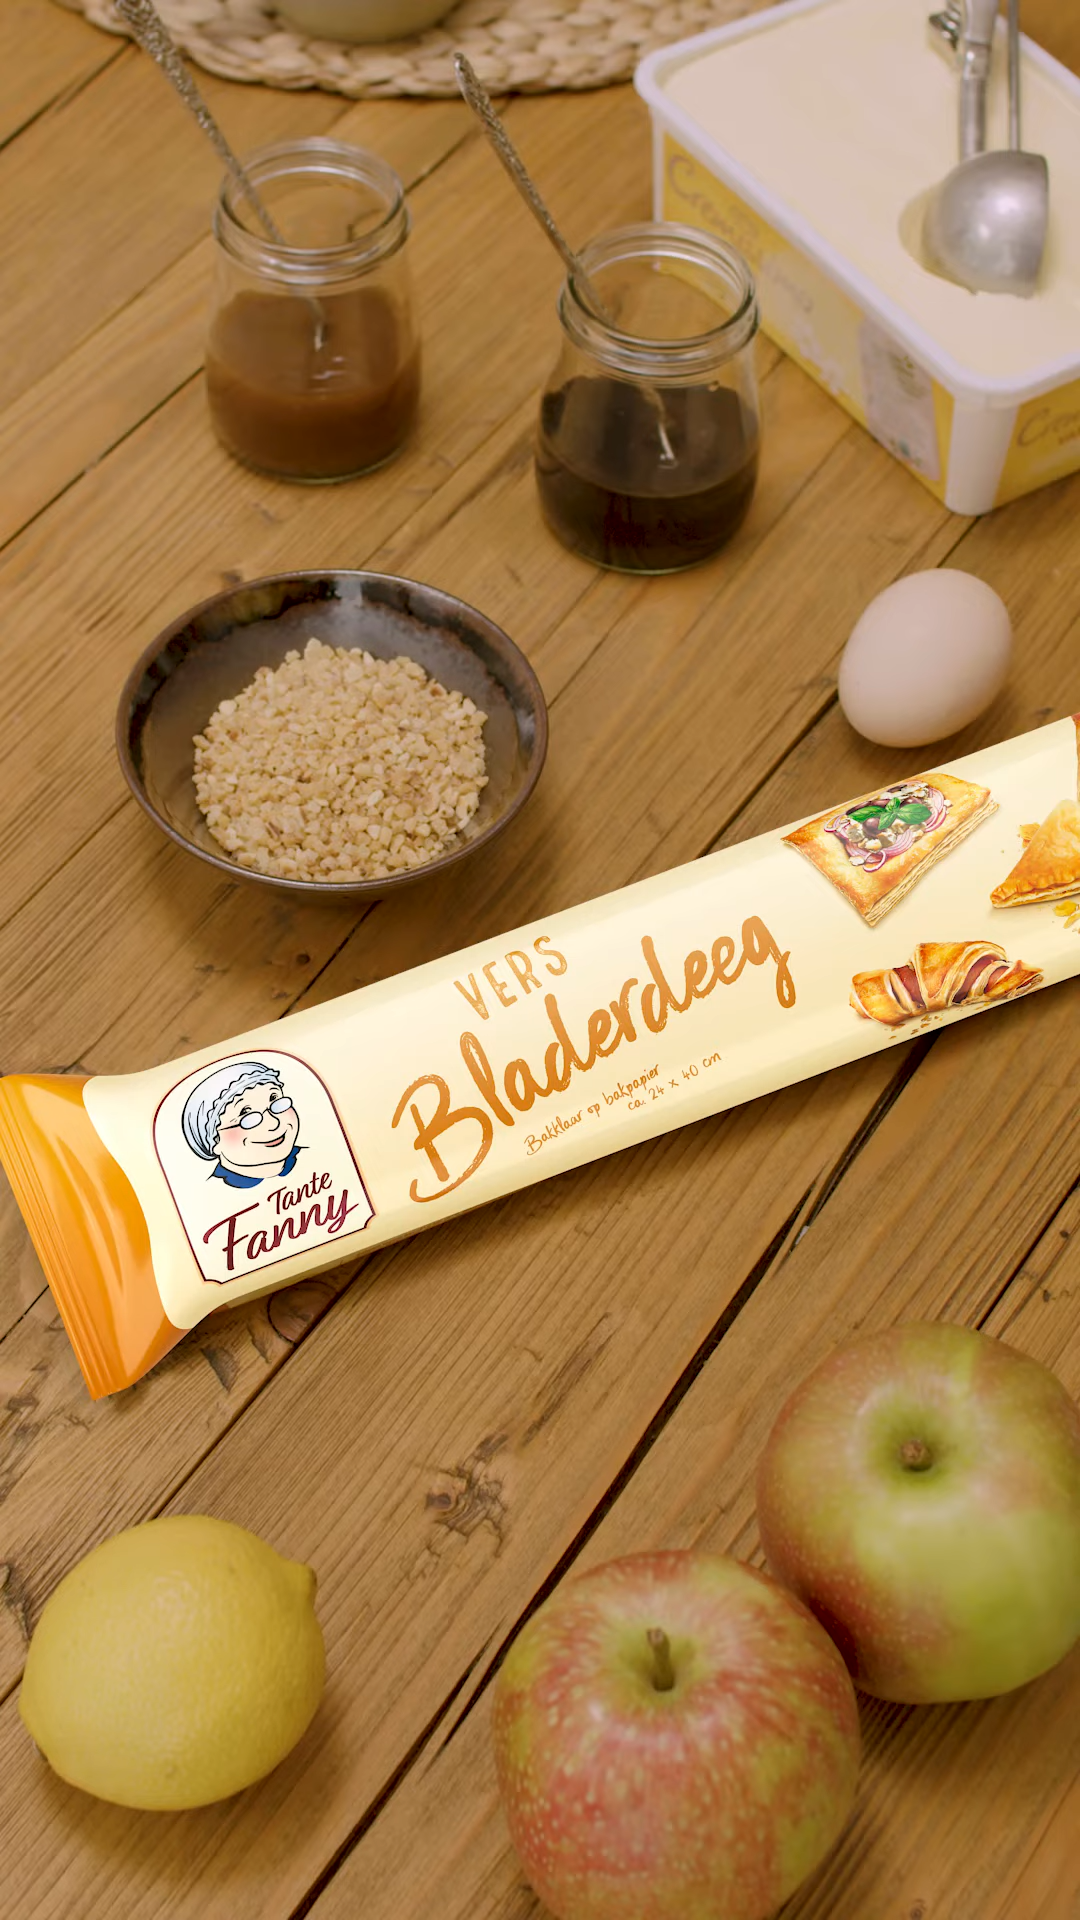 VERS
Bladerdeeg
Bakklaar op bakpapier
ca. 24 x 40 cm
Tante
Fanny